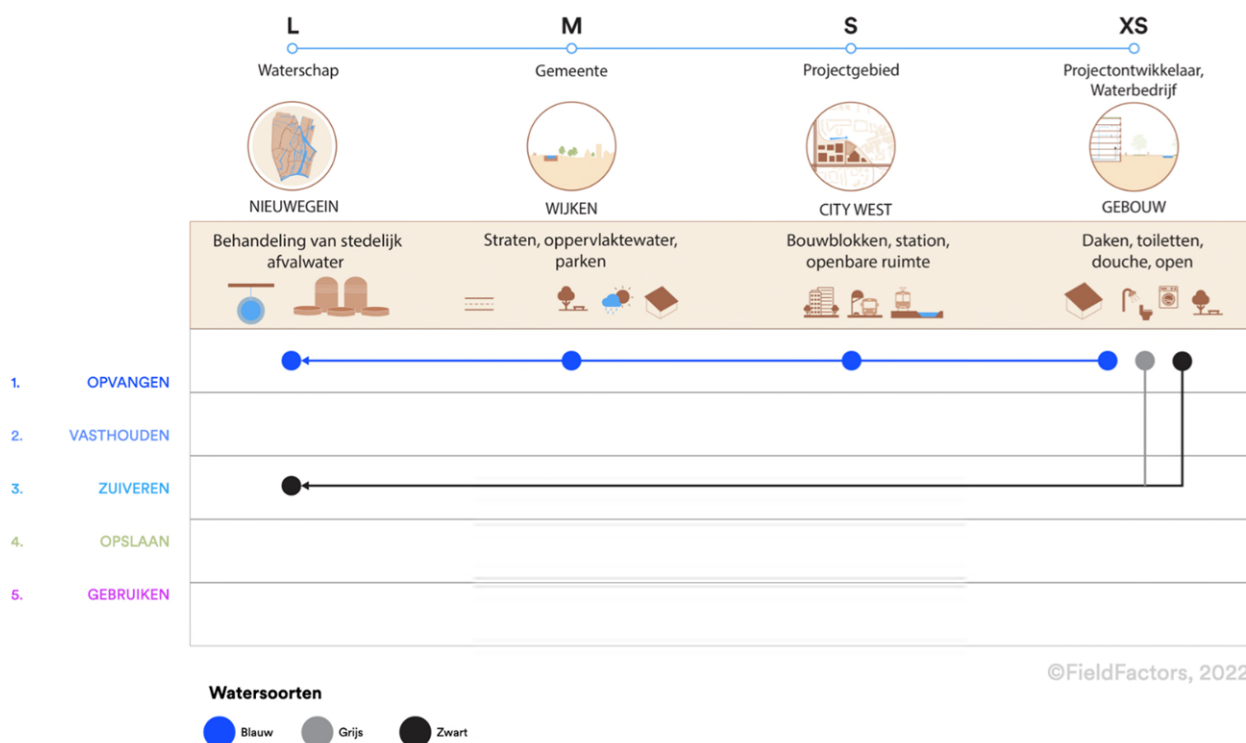 L
M
S
XS
Waterschap
Gemeente
Projectgebied
Projectontwikkelaar,
Waterbedrijf
NIEUWEGEIN
WIJKEN
CITY WEST
GEBOUW
Behandeling van stedelijk
afvalwater
Straten, oppervlaktewater,
parken
Bouwblokken, station,
openbare ruimte
Daken, toiletten,
douche, open
1. OPVANGEN
2. VASTHOUDEN
3. ZUIVEREN
4. OPSLAAN
5. GEBRUIKEN
©FieldFactors, 2022
Watersoorten
Blauw
Grijs
Zwart